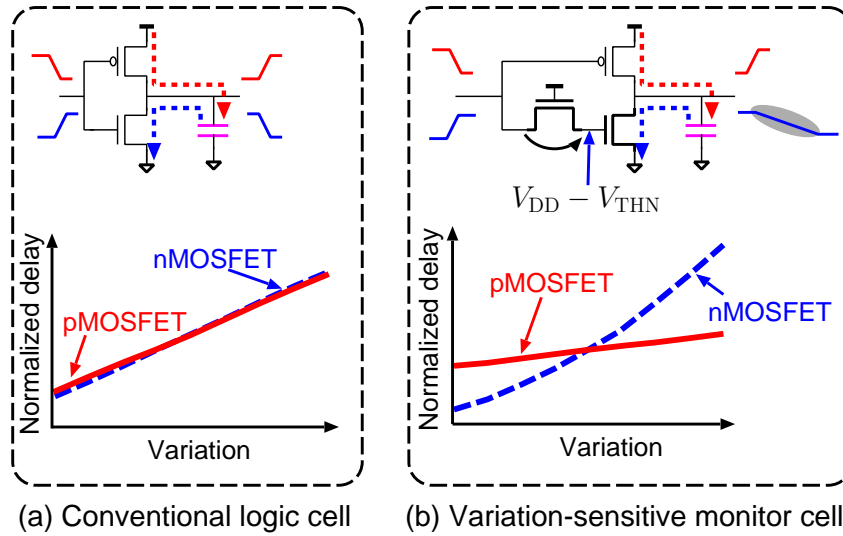 V_DD − V_THN
Normalized delay
nMOSFET
pMOSFET
Variation
Normalized delay
pMOSFET
nMOSFET
Variation
(a) Conventional logic cell
(b) Variation-sensitive monitor cell